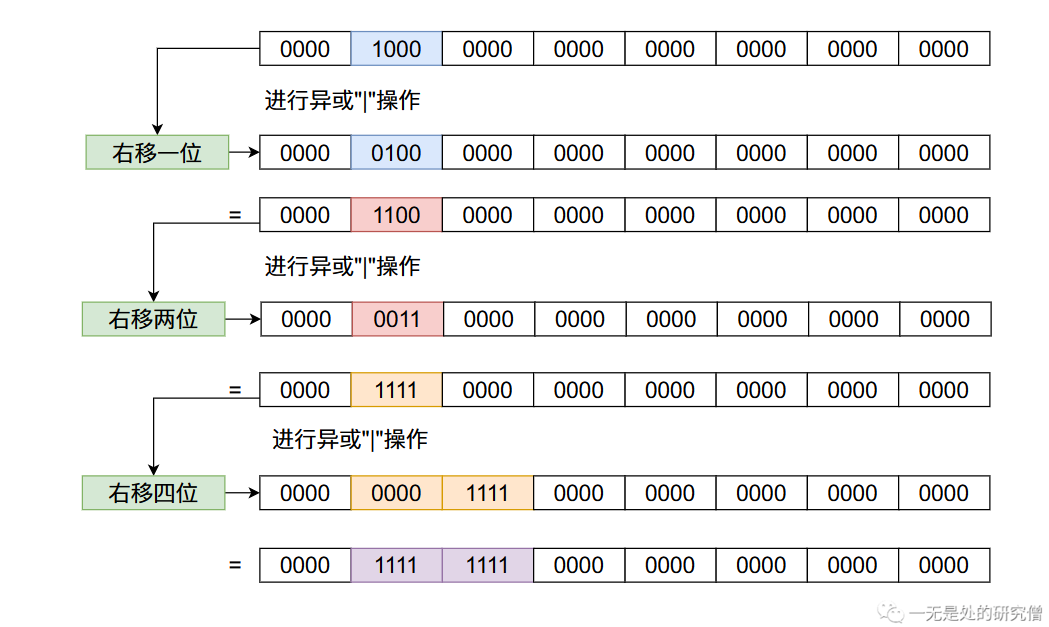 0000 1000 0000 0000 0000 0000 0000 0000
进行异或"|"操作
右移一位 0000 0100 0000 0000 0000 0000 0000 0000
= 0000 1100 0000 0000 0000 0000 0000 0000
进行异或"|"操作
右移两位 0000 0011 0000 0000 0000 0000 0000 0000
= 0000 1111 0000 0000 0000 0000 0000 0000
进行异或"|"操作
右移四位 0000 0000 1111 0000 0000 0000 0000 0000
= 0000 1111 1111 0000 0000 0000 0000 0000
一无是处的研究僧